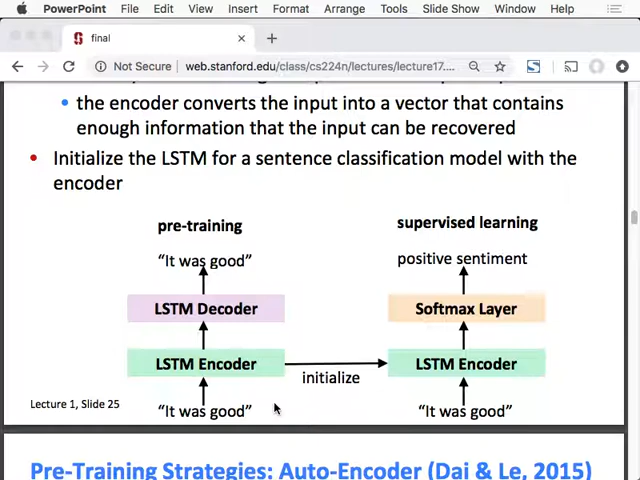 PowerPoint File Edit View Insert Format Arrange Tools Slide Show Window Help
final
Not Secure web.stanford.edu/class/cs224n/lectures/lecture17....
• the encoder converts the input into a vector that contains
enough information that the input can be recovered
• Initialize the LSTM for a sentence classification model with the
encoder
pre-training
“It was good”
LSTM Decoder
LSTM Encoder
“It was good”
initialize
supervised learning
positive sentiment
Softmax Layer
LSTM Encoder
“It was good”
Lecture 1, Slide 25
Pre-Training Strategies: Auto-Encoder (Dai & Le, 2015)